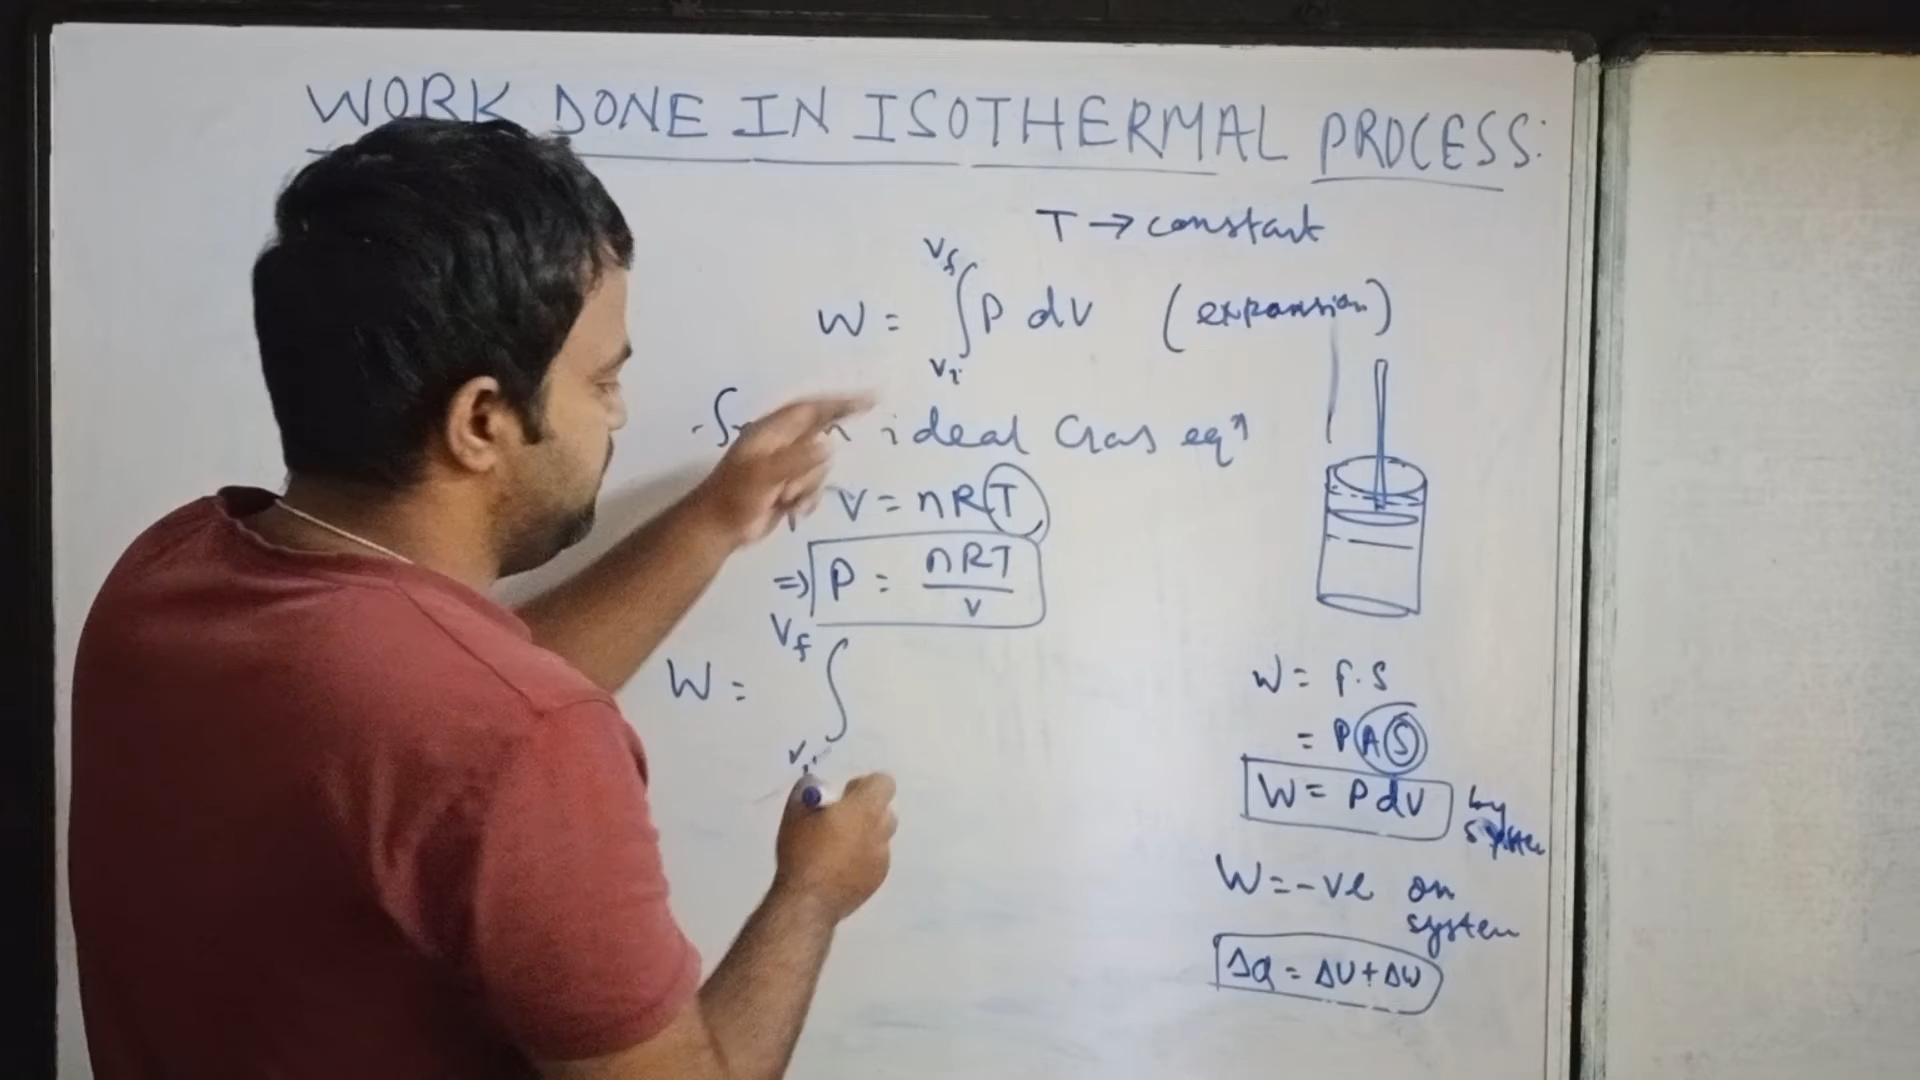 WORK DONE IN ISOTHERMAL PROCESS:
T → constant
W = ∫ P dV (expansion)
Vf
Vi
ideal Gas eqn
V = nRT
⇒ P = nRT/V
W = ∫
Vf
W = F.S
= P A S
W = P dV by system
W = -ve on system
ΔQ = ΔU + ΔW